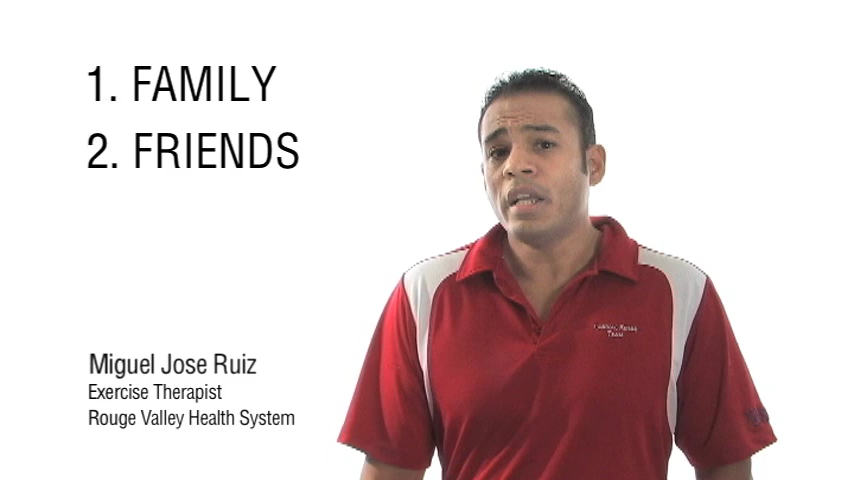 1. FAMILY
2. FRIENDS
Miguel Jose Ruiz
Exercise Therapist
Rouge Valley Health System